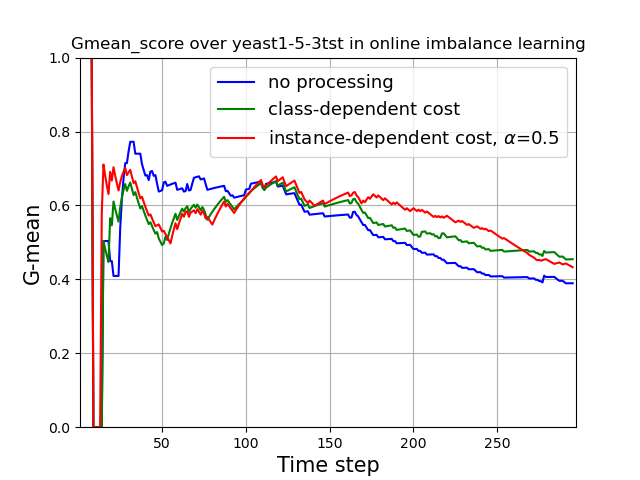 Gmean_score over yeast1-5-3tst in online imbalance learning
no processing
class-dependent cost
instance-dependent cost, α=0.5
G-mean
1.0
0.8
0.6
0.4
0.2
0.0
50 100 150 200 250
Time step